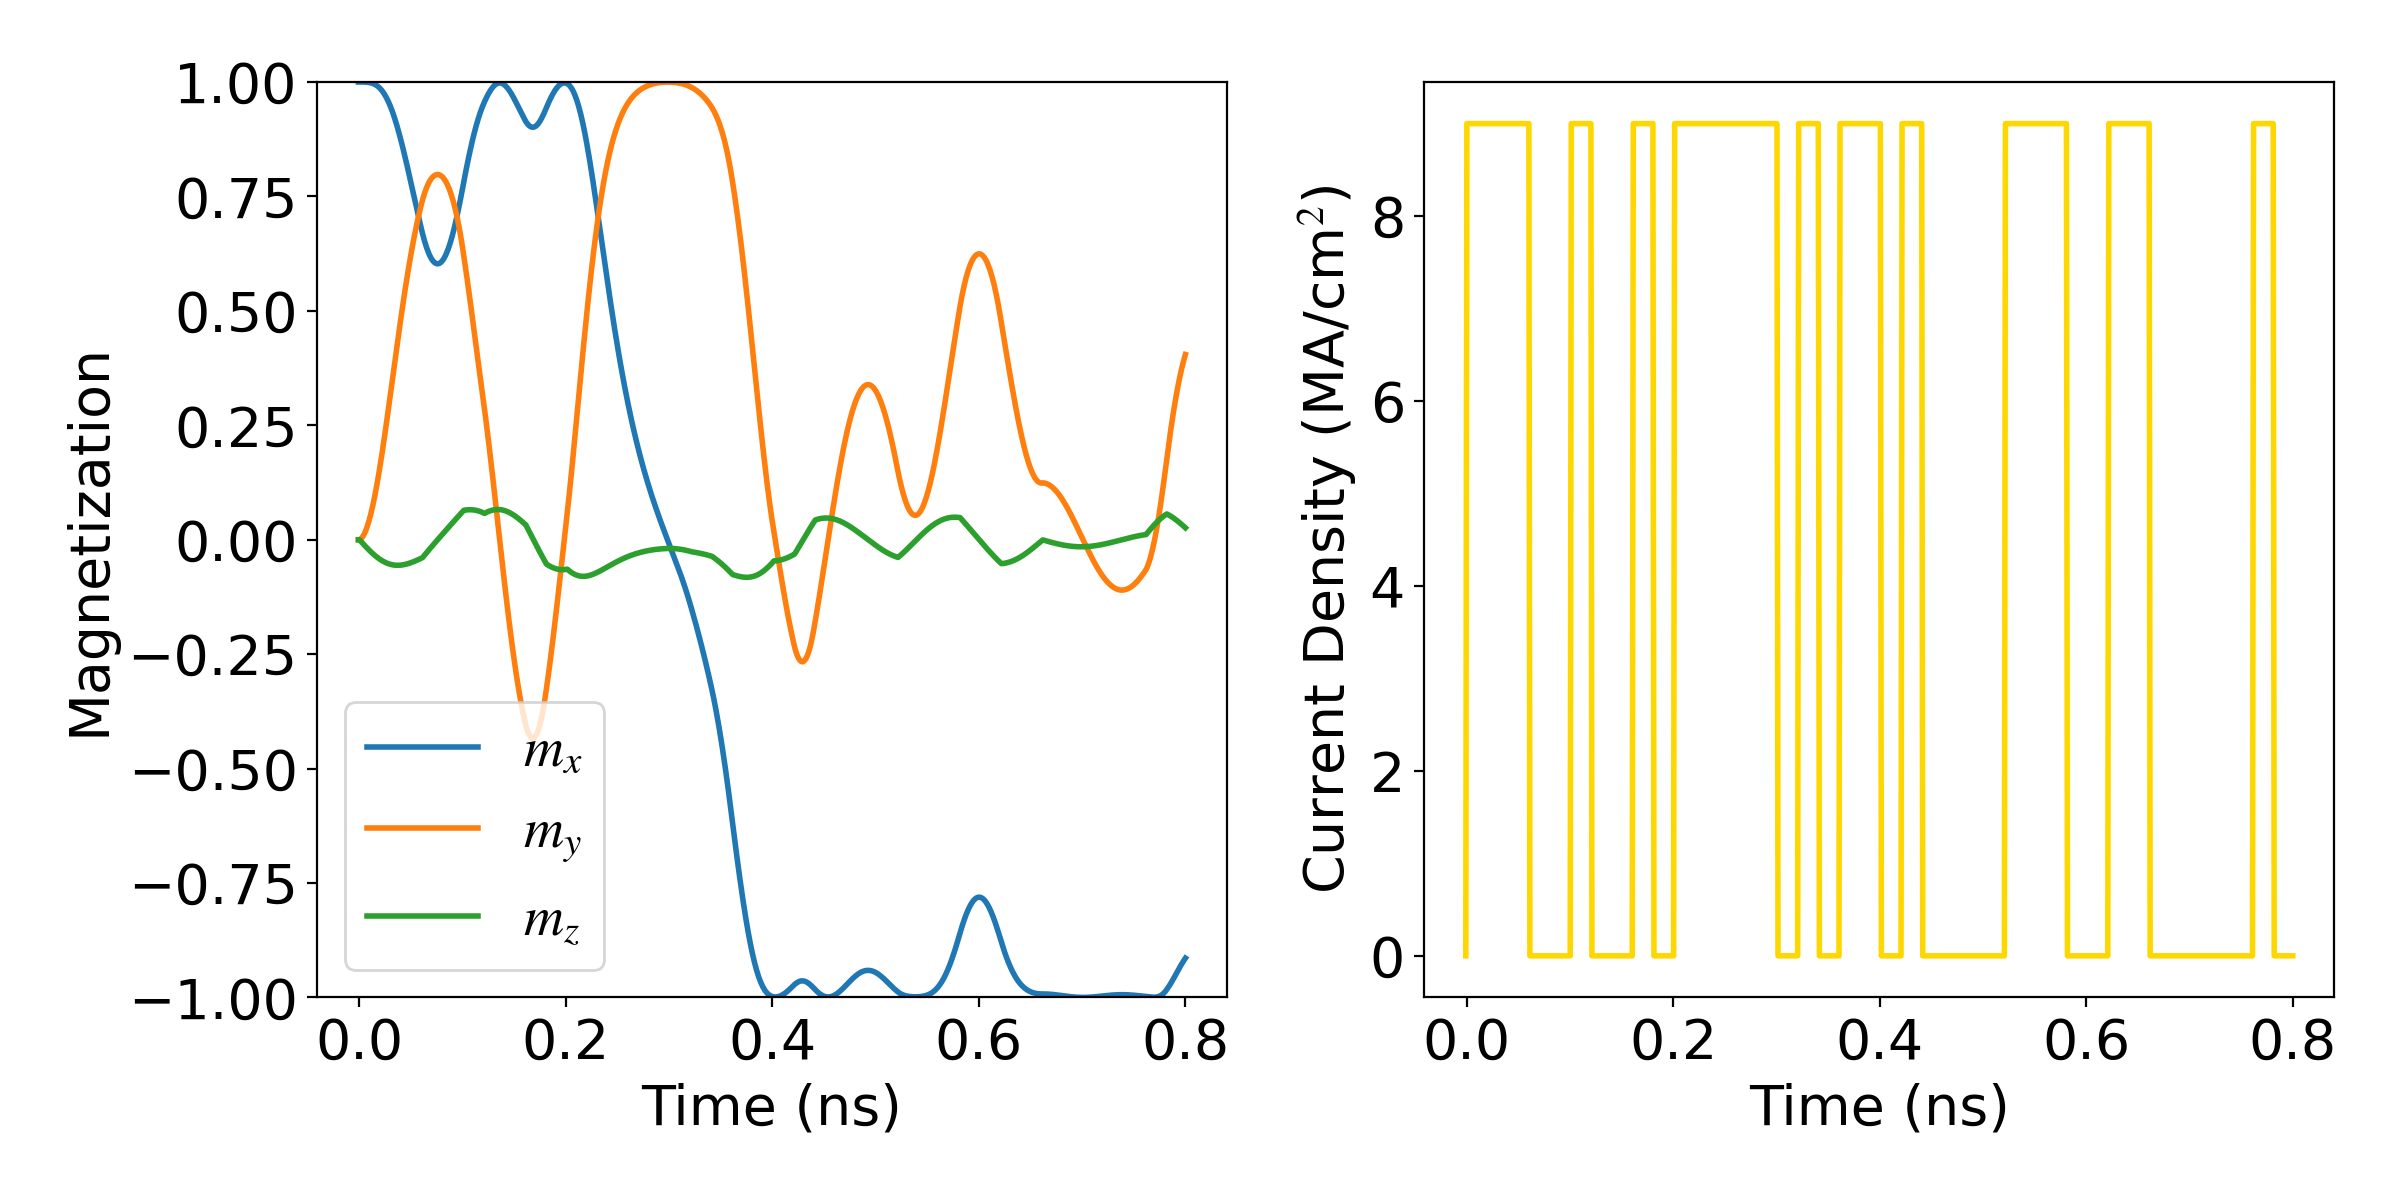 Magnetization
1.00
0.75
0.50
0.25
0.00
−0.25
−0.50
−0.75
−1.00
m_x
m_y
m_z
0.0 0.2 0.4 0.6 0.8
Time (ns)
Current Density (MA/cm²)
8
6
4
2
0
0.0 0.2 0.4 0.6 0.8
Time (ns)